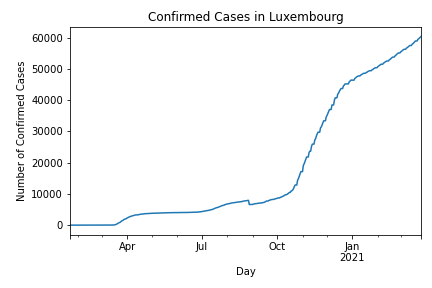 Confirmed Cases in Luxembourg
Number of Confirmed Cases
60000
50000
40000
30000
20000
10000
0
Apr Jul Oct Jan
2021
Day